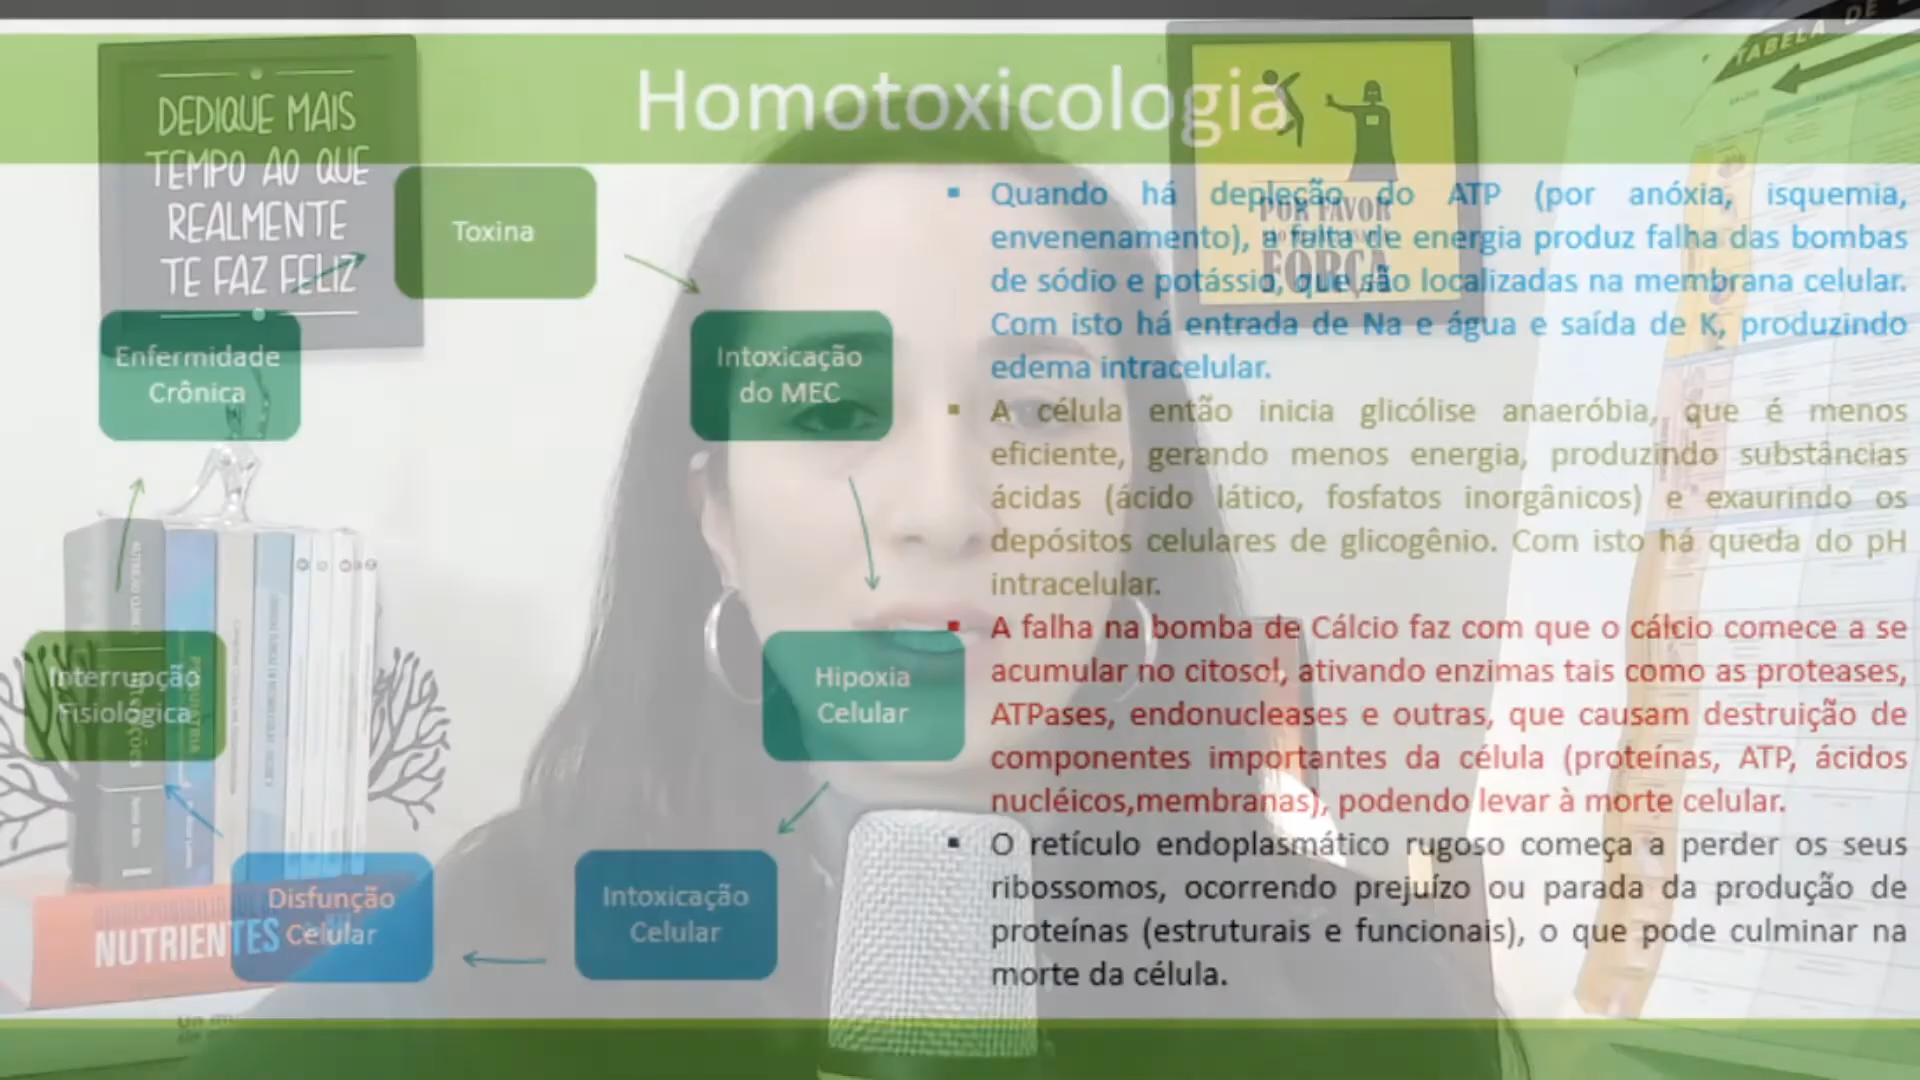 TABELA DE
Homotoxicologia
DEDIQUE MAIS
TEMPO AO QUE
REALMENTE
TE FAZ FELIZ
POR FAVOR
FORÇA
Toxina
Intoxicação
do MEC
Hipoxia
Celular
Intoxicação
Celular
Disfunção
Celular
Interrupção
Fisiológica
Enfermidade
Crônica
▪ Quando há depleção do ATP (por anóxia, isquemia,
envenenamento), a falta de energia produz falha das bombas
de sódio e potássio, que são localizadas na membrana celular.
Com isto há entrada de Na e água e saída de K, produzindo
edema intracelular.
▪ A célula então inicia glicólise anaeróbia, que é menos
eficiente, gerando menos energia, produzindo substâncias
ácidas (ácido lático, fosfatos inorgânicos) e exaurindo os
depósitos celulares de glicogênio. Com isto há queda do pH
intracelular.
▪ A falha na bomba de Cálcio faz com que o cálcio comece a se
acumular no citosol, ativando enzimas tais como as proteases,
ATPases, endonucleases e outras, que causam destruição de
componentes importantes da célula (proteínas, ATP, ácidos
nucléicos,membranas), podendo levar à morte celular.
▪ O retículo endoplasmático rugoso começa a perder os seus
ribossomos, ocorrendo prejuízo ou parada da produção de
proteínas (estruturais e funcionais), o que pode culminar na
morte da célula.
NUTRIENTES